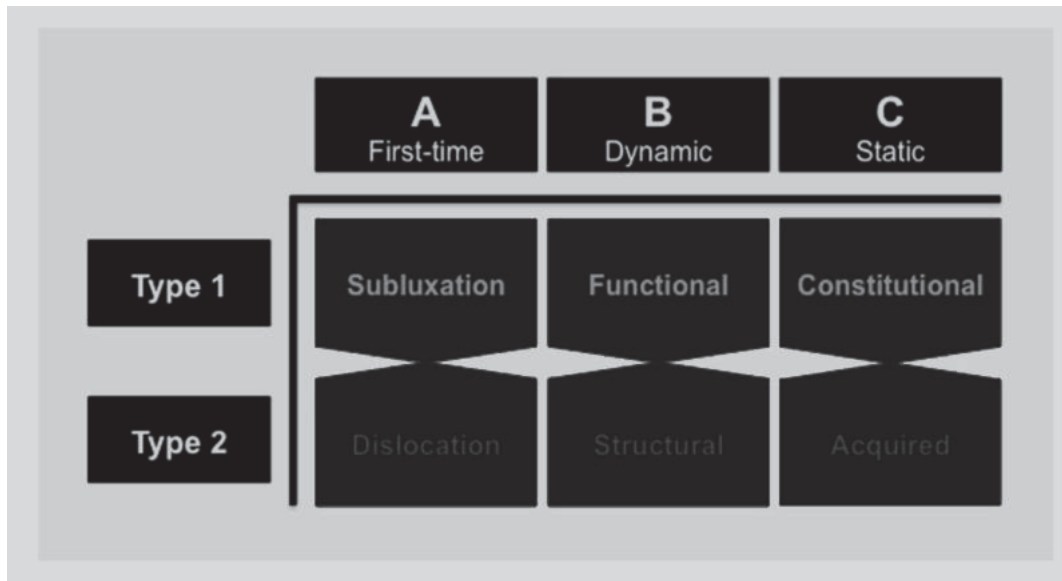 A
First-time
B
Dynamic
C
Static
Type 1
Subluxation
Functional
Constitutional
Type 2
Dislocation
Structural
Acquired